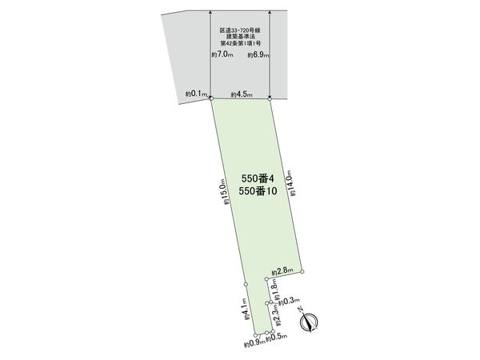 区道33-720号線
建築基準法
第42条第1項1号
約7.0m
約6.9m
約0.1m
約4.5m
550番4
550番10
約15.0m
約14.0m
約2.8m
約1.8m
約0.3m
約4.1m
約2.3m
約0.5m
約0.9m
N